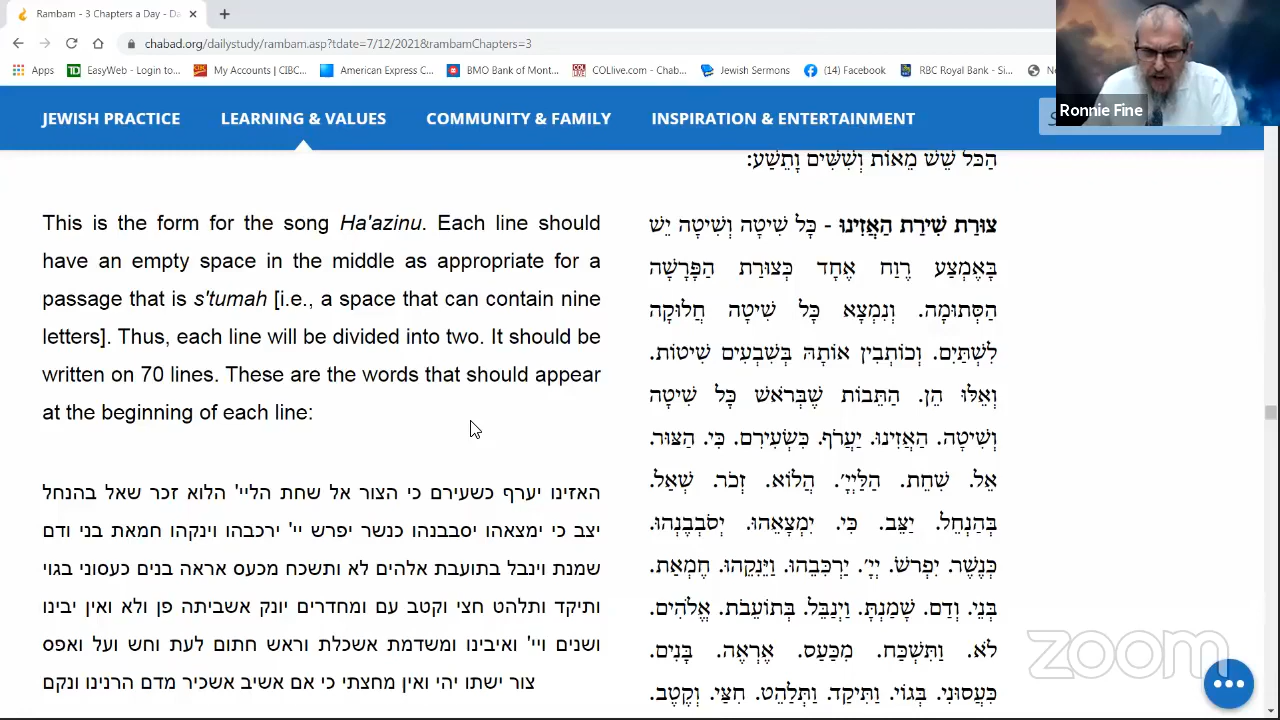 Rambam - 3 Chapters a Day - Da
chabad.org/dailystudy/rambam.asp?tdate=7/12/2021&rambamChapters=3
Apps EasyWeb - Login to... My Accounts | CIBC... American Express C... BMO Bank of Mont... COLlive.com - Chab... Jewish Sermons (14) Facebook RBC Royal Bank - Si...
Ronnie Fine
JEWISH PRACTICE LEARNING & VALUES COMMUNITY & FAMILY INSPIRATION & ENTERTAINMENT
הַכּל שֵׁשׁ מֵאוֹת וְשִׁשִּׁים וָתֵשַׁע:
This is the form for the song Ha'azinu. Each line should
have an empty space in the middle as appropriate for a
passage that is s'tumah [i.e., a space that can contain nine
letters]. Thus, each line will be divided into two. It should be
written on 70 lines. These are the words that should appear
at the beginning of each line:
האזינו יערף כשעירם כי הצור אל שחת הליי' הלוא זכר שאל בהנחל
יצב כי ימצאהו יסבבנהו כנשר יפרש יי' ירכבהו וינקהו חמאת בני ודם
שמנת וינבל בתועבת אלהים לא ותשכח מכעס אראה בנים כעסוני בגוי
ותיקד ותלהט חצי וקטב עם ומחדרים יונק אשביתה פן ולא ואין יבינו
ושנים ויי' ואיבינו ומשדמת אשכלת וראש חתום לעת וחש ועל ואפס
צור ישתו יהי ואין מחצתי כי אם אשיב אשכיר מדם הרנינו ונקם
צוּרַת שִׁירַת הַאֲזִינוּ - כָּל שִׁיטָה וְשִׁיטָה יֵשׁ
בָּאֶמְצַע רֶוַח אֶחָד כְּצוּרַת הַפָּרָשָׁה
הַסְּתוּמָה. וְנִמְצָא כָּל שִׁיטָה חֲלוּקָה
לִשְׁתַּיִם. וְכוֹתְבִין אוֹתָהּ בְּשִׁבְעִים שִׁיטוֹת.
וְאֵלּוּ הֵן. הַתֵּבוֹת שֶׁבְּרֹאשׁ כָּל שִׁיטָה
וְשִׁיטָה. הַאֲזִינוּ. יַעֲרֹף. כִּשְׂעִירִם. כִּי. הַצּוּר.
אֵל. שִׁחֵת. הַלַּיְיָ'. הֲלוֹא. זְכֹר. שְׁאַל.
בְּהַנְחֵל. יַצֵּב. כִּי. יִמְצָאֵהוּ. יְסֹבְבֶנְהוּ.
כְּנֶשֶׁר. יִפְרֹשׂ. יְיָ'. יַרְכִּבֵהוּ. וַיֵּנִקֵהוּ. חֶמְאַת.
בְּנֵי. וְדַם. שָׁמַנְתָּ. וַיְנַבֵּל. בְּתוֹעֵבֹת. אֱלֹהִים.
לֹא. וַתִּשְׁכַּח. מִכַּעַס. אֶרְאֶה. בָּנִים.
כִּעֲסוּנִי. בְּגוֹי. וַתִּיקַד. וַתְּלַהֵט. חִצַּי. וְקֶטֶב.
zoom